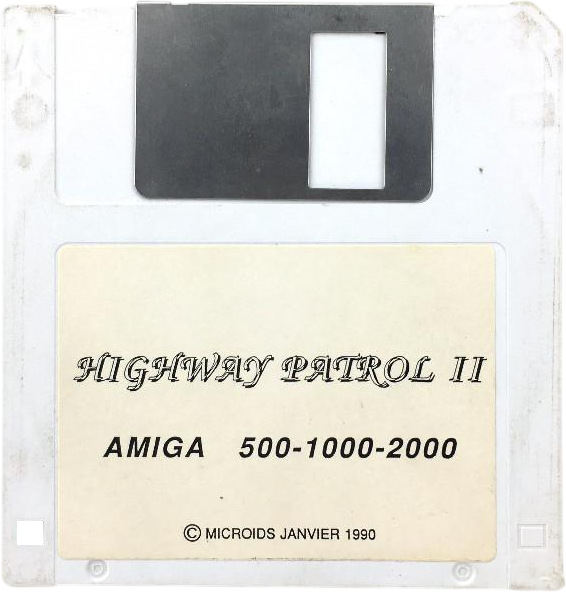 HIGHWAY PATROL II
AMIGA 500-1000-2000
© MICROIDS JANVIER 1990